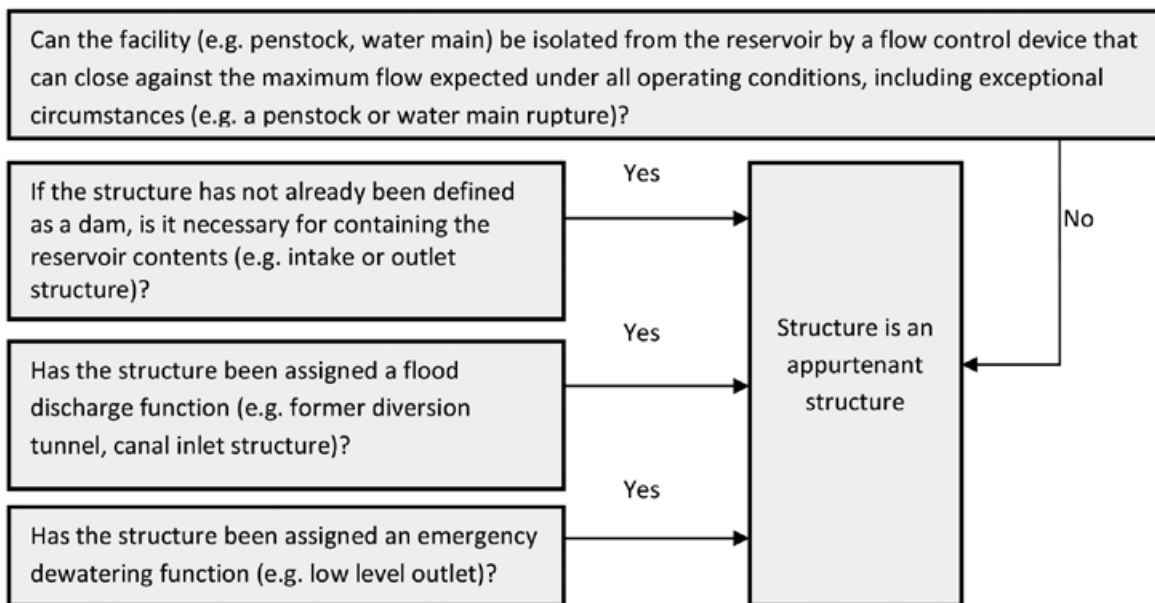 Can the facility (e.g. penstock, water main) be isolated from the reservoir by a flow control device that
can close against the maximum flow expected under all operating conditions, including exceptional
circumstances (e.g. a penstock or water main rupture)?
Yes
If the structure has not already been defined
as a dam, is it necessary for containing the
reservoir contents (e.g. intake or outlet
structure)?
No
Yes
Has the structure been assigned a flood
discharge function (e.g. former diversion
tunnel, canal inlet structure)?
Structure is an
appurtenant
structure
Yes
Has the structure been assigned an emergency
dewatering function (e.g. low level outlet)?